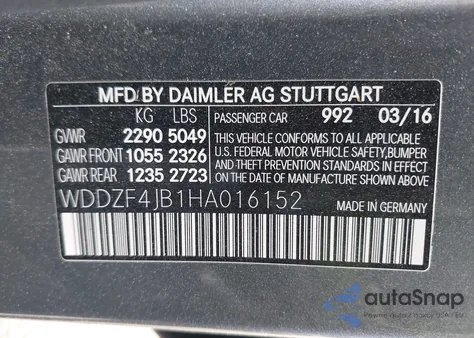 MFD BY DAIMLER AG STUTTGART
KG LBS PASSENGER CAR 992 03/16
GVWR 2290 5049
GAWR FRONT 1055 2326
GAWR REAR 1235 2723
THIS VEHICLE CONFORMS TO ALL APPLICABLE
U.S. FEDERAL MOTOR VEHICLE SAFETY,BUMPER
AND THEFT PREVENTION STANDARDS IN EFFECT
ON THE DATE OF MANUFACTURE SHOWN ABOVE.
WDDZF4JB1HA016152 MADE IN GERMANY
autoSnap